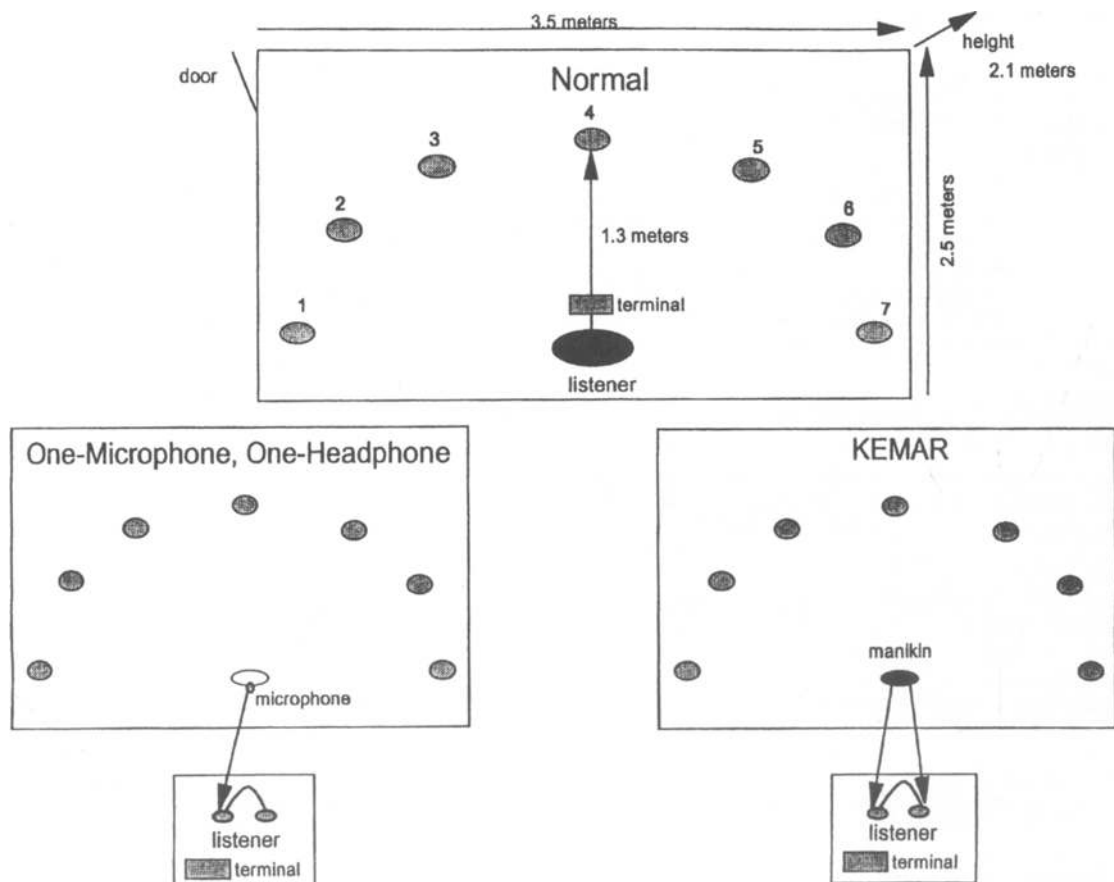 3.5 meters
height
2.1 meters
door
Normal
4
3
5
2
6
1.3 meters
2.5 meters
1
terminal
7
listener
One-Microphone, One-Headphone
microphone
listener
terminal
KEMAR
manikin
listener
terminal